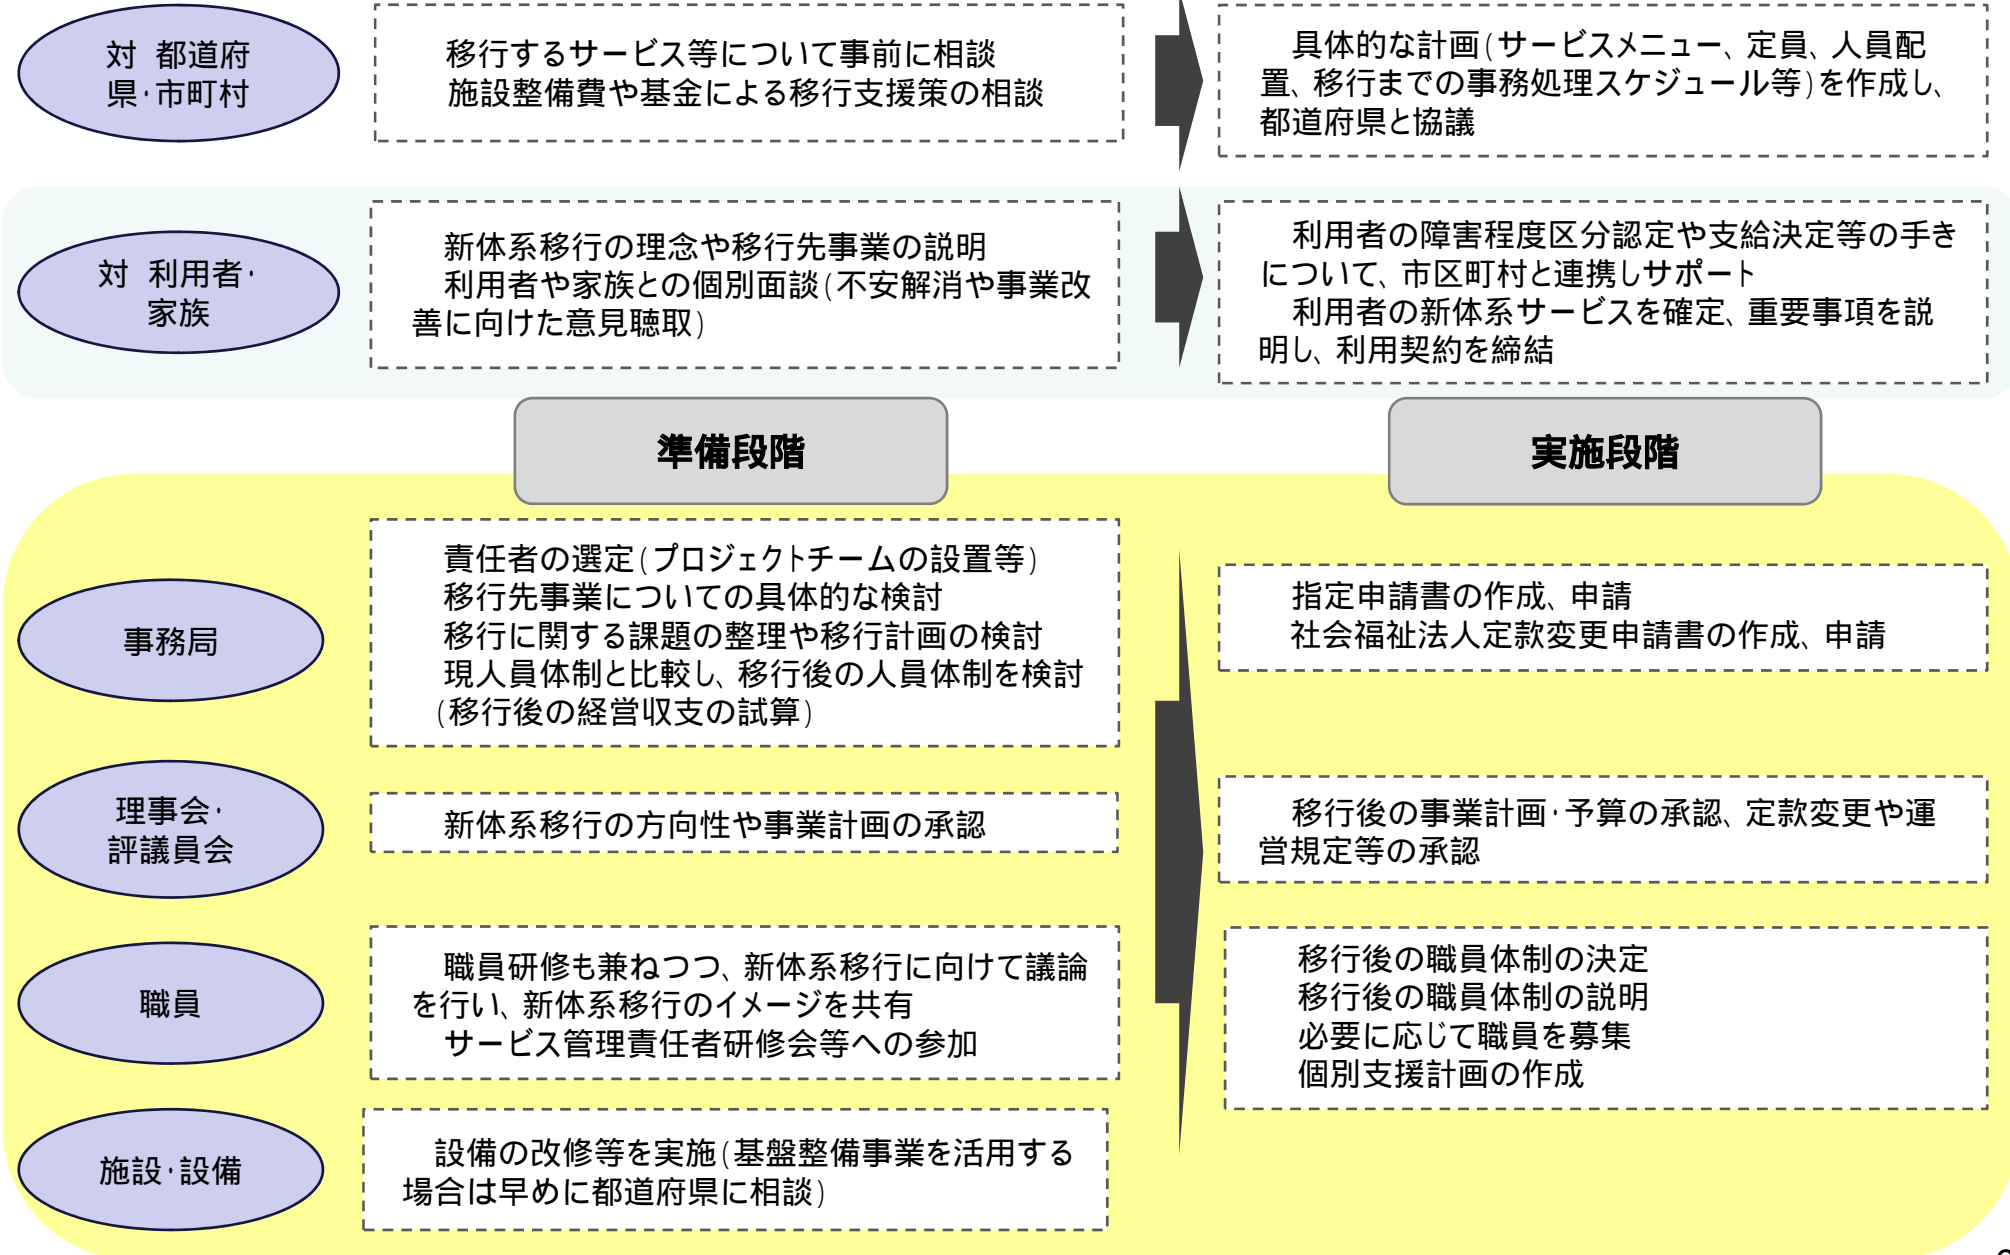 対 都道府
県・市町村
移行するサービス等について事前に相談
施設整備費や基金による移行支援策の相談
具体的な計画(サービスメニュー、定員、人員配
置、移行までの事務処理スケジュール等)を作成し、
都道府県と協議
対 利用者・
家族
新体系移行の理念や移行先事業の説明
利用者や家族との個別面談(不安解消や事業改
善に向けた意見聴取)
利用者の障害程度区分認定や支給決定等の手き
について、市区町村と連携しサポート
利用者の新体系サービスを確定、重要事項を説
明し、利用契約を締結
準備段階
実施段階
事務局
責任者の選定(プロジェクトチームの設置等)
移行先事業についての具体的な検討
移行に関する課題の整理や移行計画の検討
現人員体制と比較し、移行後の人員体制を検討
(移行後の経営収支の試算)
指定申請書の作成、申請
社会福祉法人定款変更申請書の作成、申請
理事会・
評議員会
新体系移行の方向性や事業計画の承認
移行後の事業計画・予算の承認、定款変更や運
営規定等の承認
職員
職員研修も兼ねつつ、新体系移行に向けて議論
を行い、新体系移行のイメージを共有
サービス管理責任者研修会等への参加
移行後の職員体制の決定
移行後の職員体制の説明
必要に応じて職員を募集
個別支援計画の作成
施設・設備
設備の改修等を実施(基盤整備事業を活用する
場合は早めに都道府県に相談)